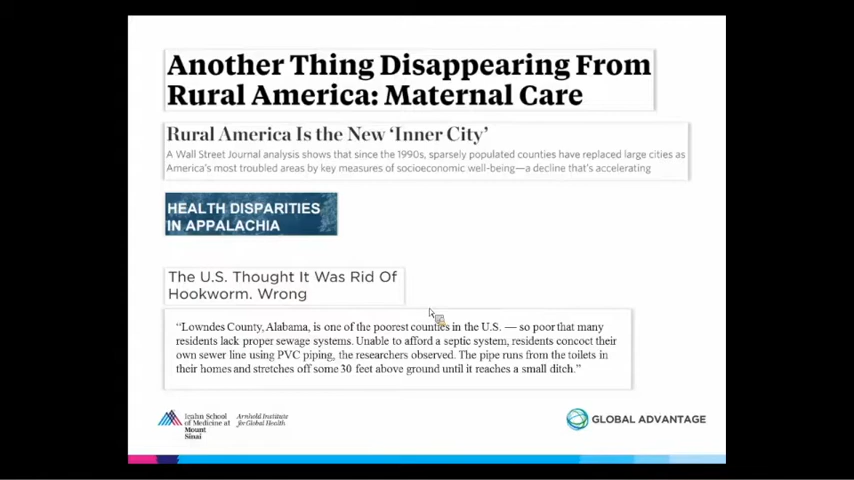 Another Thing Disappearing From
Rural America: Maternal Care
Rural America Is the New ‘Inner City’
A Wall Street Journal analysis shows that since the 1990s, sparsely populated counties have replaced large cities as
America’s most troubled areas by key measures of socioeconomic well-being—a decline that’s accelerating
HEALTH DISPARITIES
IN APPALACHIA
The U.S. Thought It Was Rid Of
Hookworm. Wrong
“Lowndes County, Alabama, is one of the poorest counties in the U.S. — so poor that many
residents lack proper sewage systems. Unable to afford a septic system, residents concoct their
own sewer line using PVC piping, the researchers observed. The pipe runs from the toilets in
their homes and stretches off some 30 feet above ground until it reaches a small ditch.”
Icahn School
of Medicine at
Mount
Sinai
Arnhold Institute
for Global Health
GLOBAL ADVANTAGE